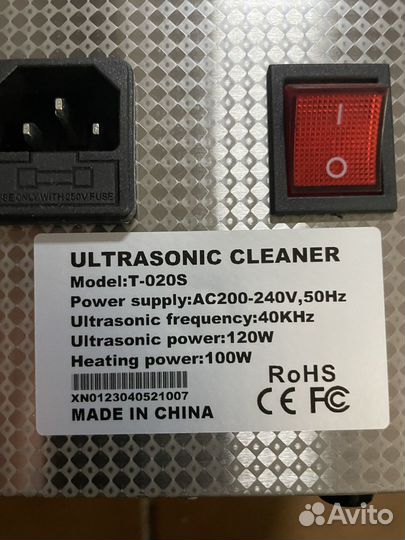 USE ONLY WITH 250V FUSE
ULTRASONIC CLEANER
Model:T-020S
Power supply:AC200-240V,50Hz
Ultrasonic frequency:40KHz
Ultrasonic power:120W
Heating power:100W
XN0123040521007
RoHS
MADE IN CHINA
CE FC
Avito